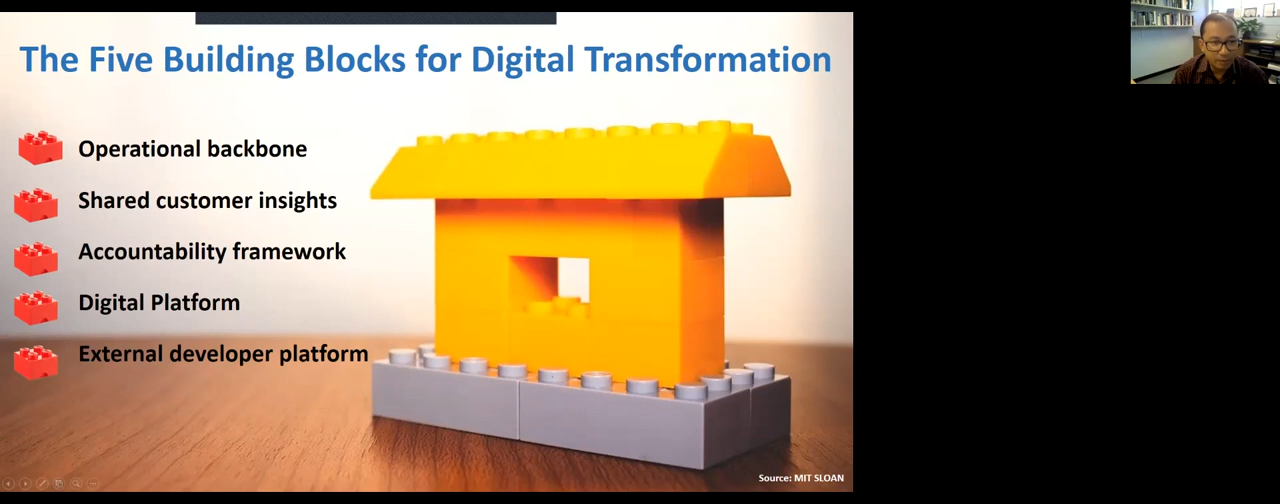 The Five Building Blocks for Digital Transformation
Operational backbone
Shared customer insights
Accountability framework
Digital Platform
External developer platform
Source: MIT SLOAN